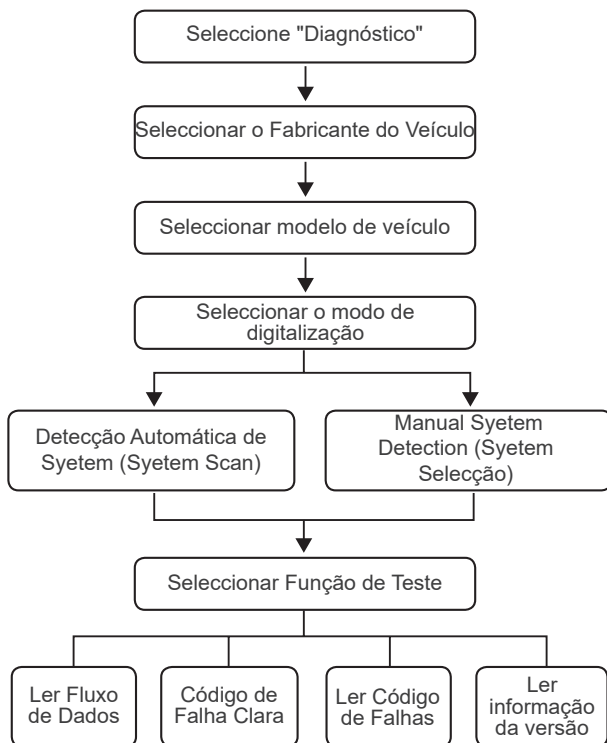 Seleccione "Diagnóstico"
Seleccionar o Fabricante do Veículo
Seleccionar modelo de veículo
Seleccionar o modo de
digitalização
Detecção Automática de
Syetem (Syetem Scan)
Manual Syetem
Detection (Syetem
Selecção)
Seleccionar Função de Teste
Ler Fluxo
de Dados
Código de
Falha Clara
Ler Código
de Falhas
Ler
informação
da versão